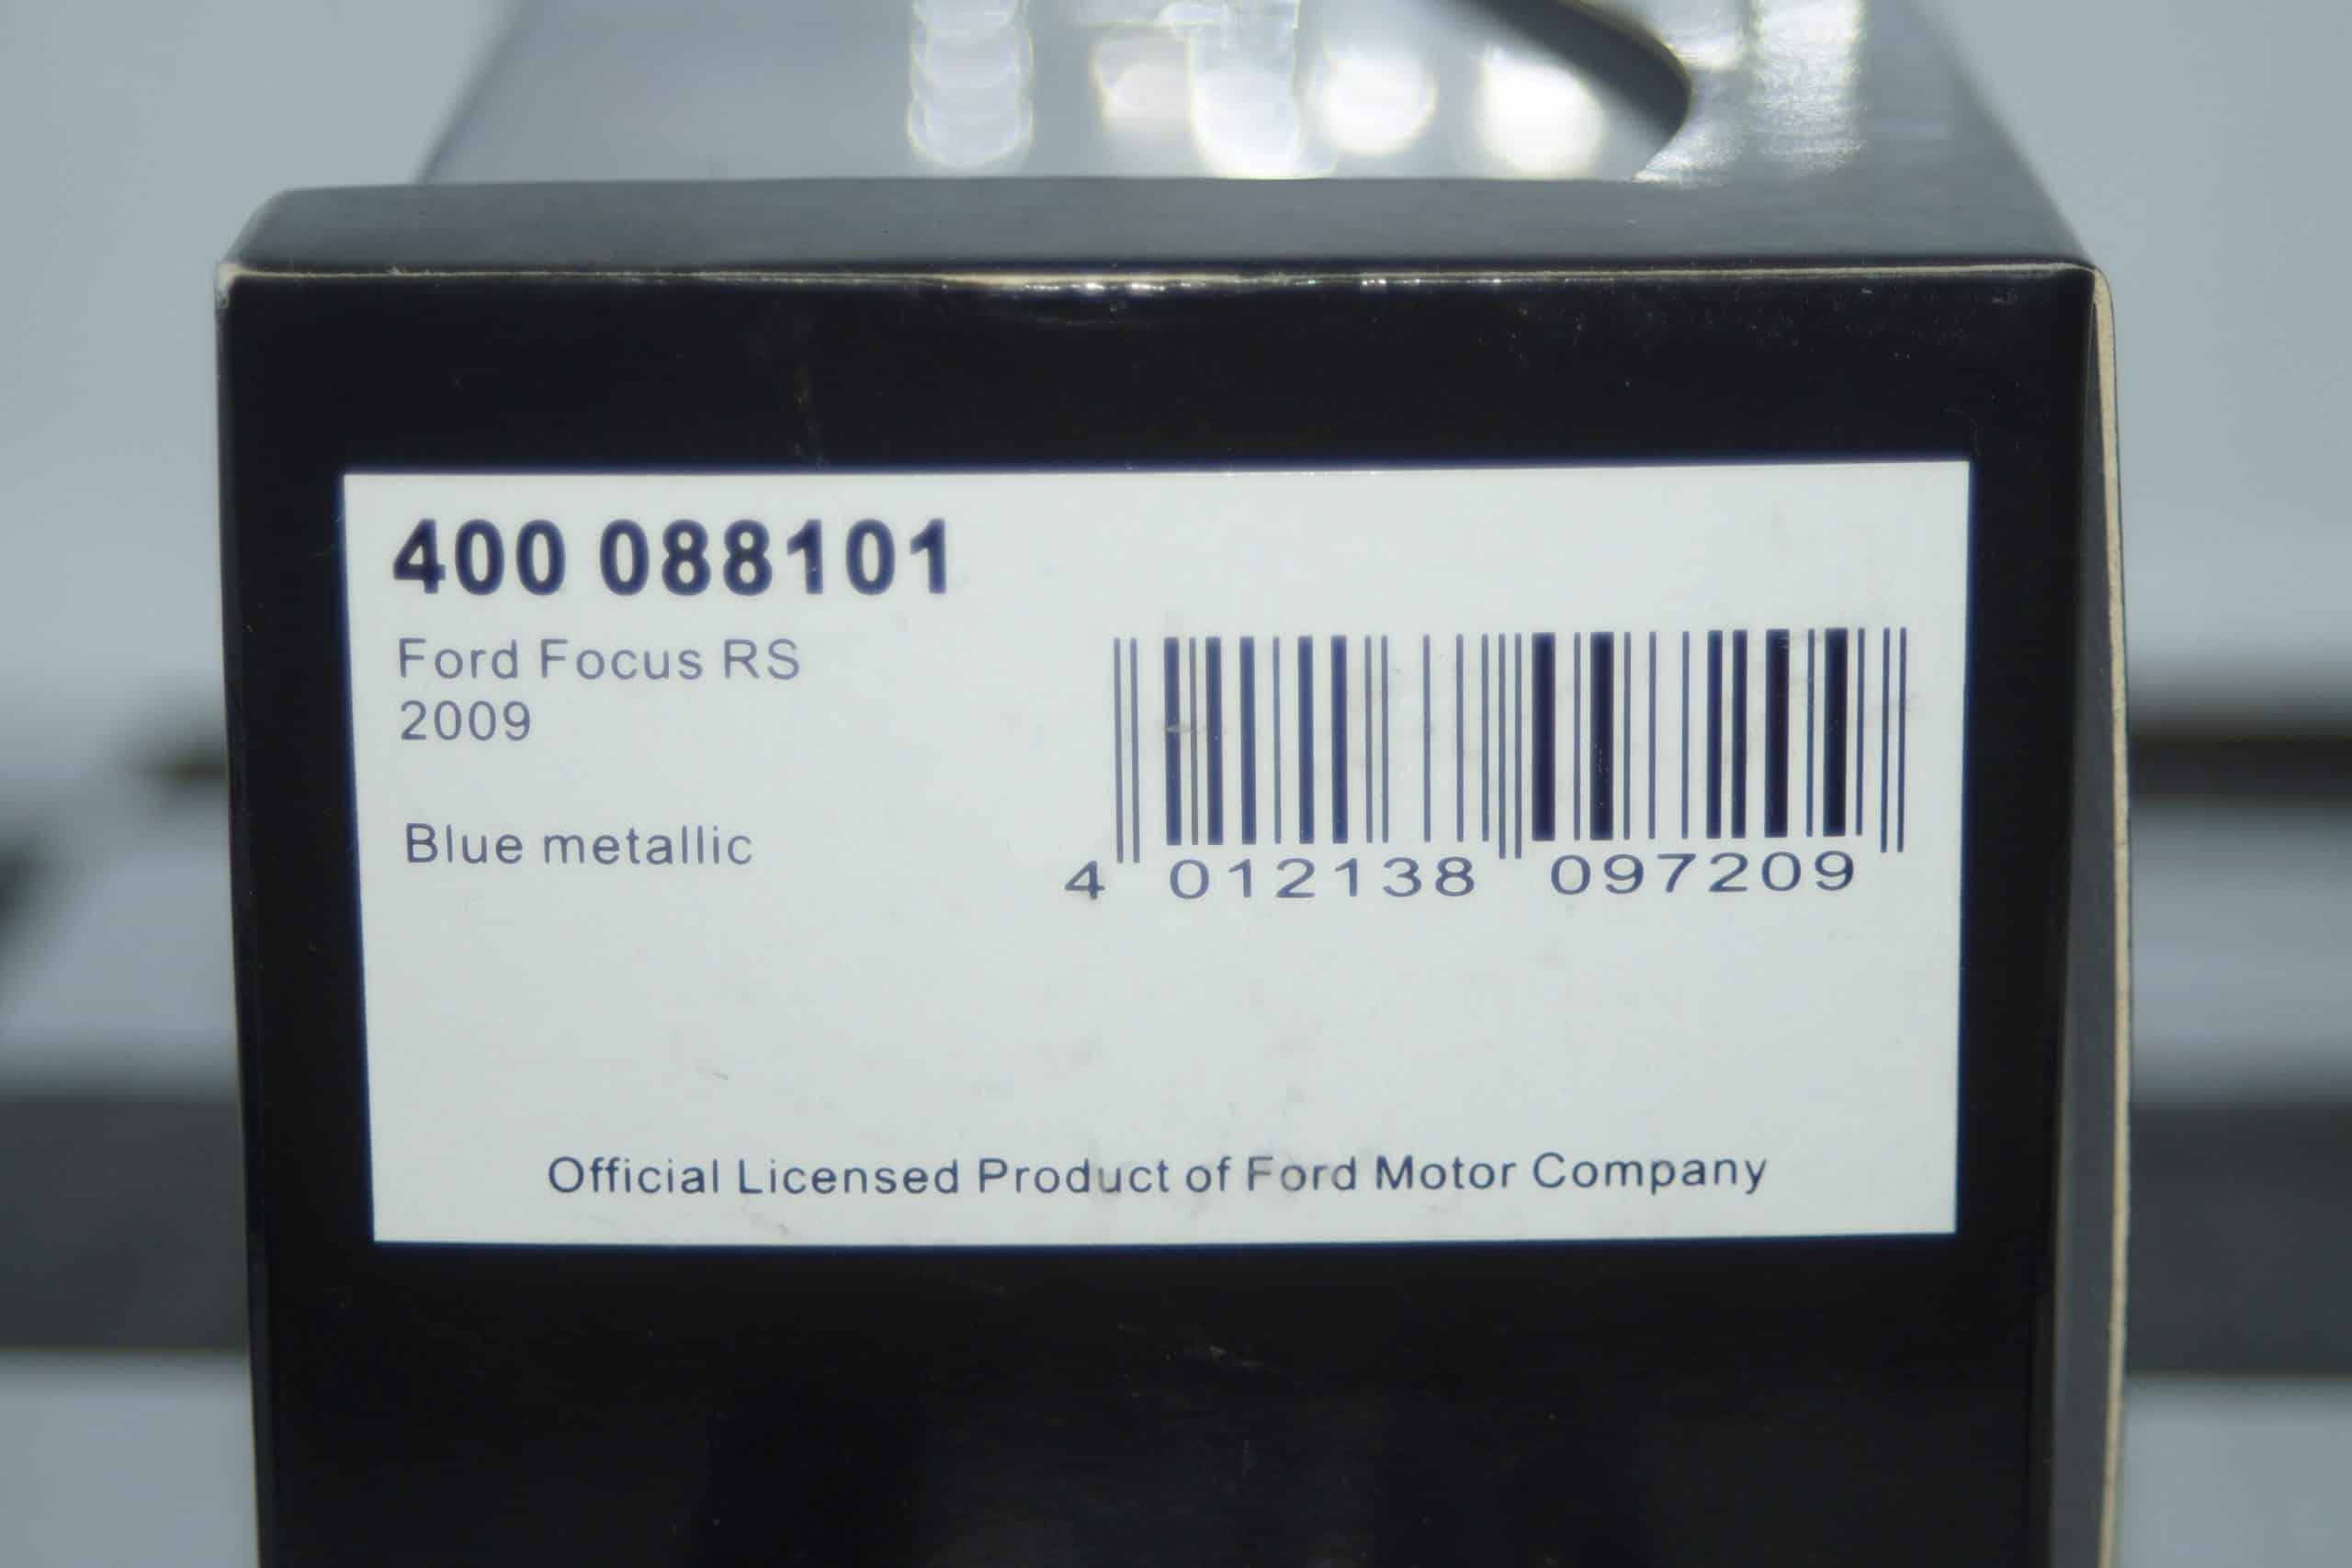 400 088101
Ford Focus RS
2009
Blue metallic
4 012138 097209
Official Licensed Product of Ford Motor Company